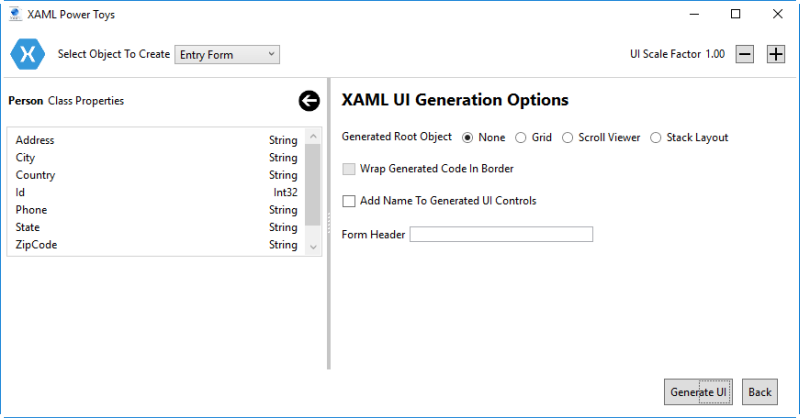 XAML Power Toys
Select Object To Create Entry Form UI Scale Factor 1.00
Person Class Properties
Address String
City String
Country String
Id Int32
Phone String
State String
ZipCode String
XAML UI Generation Options
Generated Root Object None Grid Scroll Viewer Stack Layout
Wrap Generated Code In Border
Add Name To Generated UI Controls
Form Header
Generate UI Back